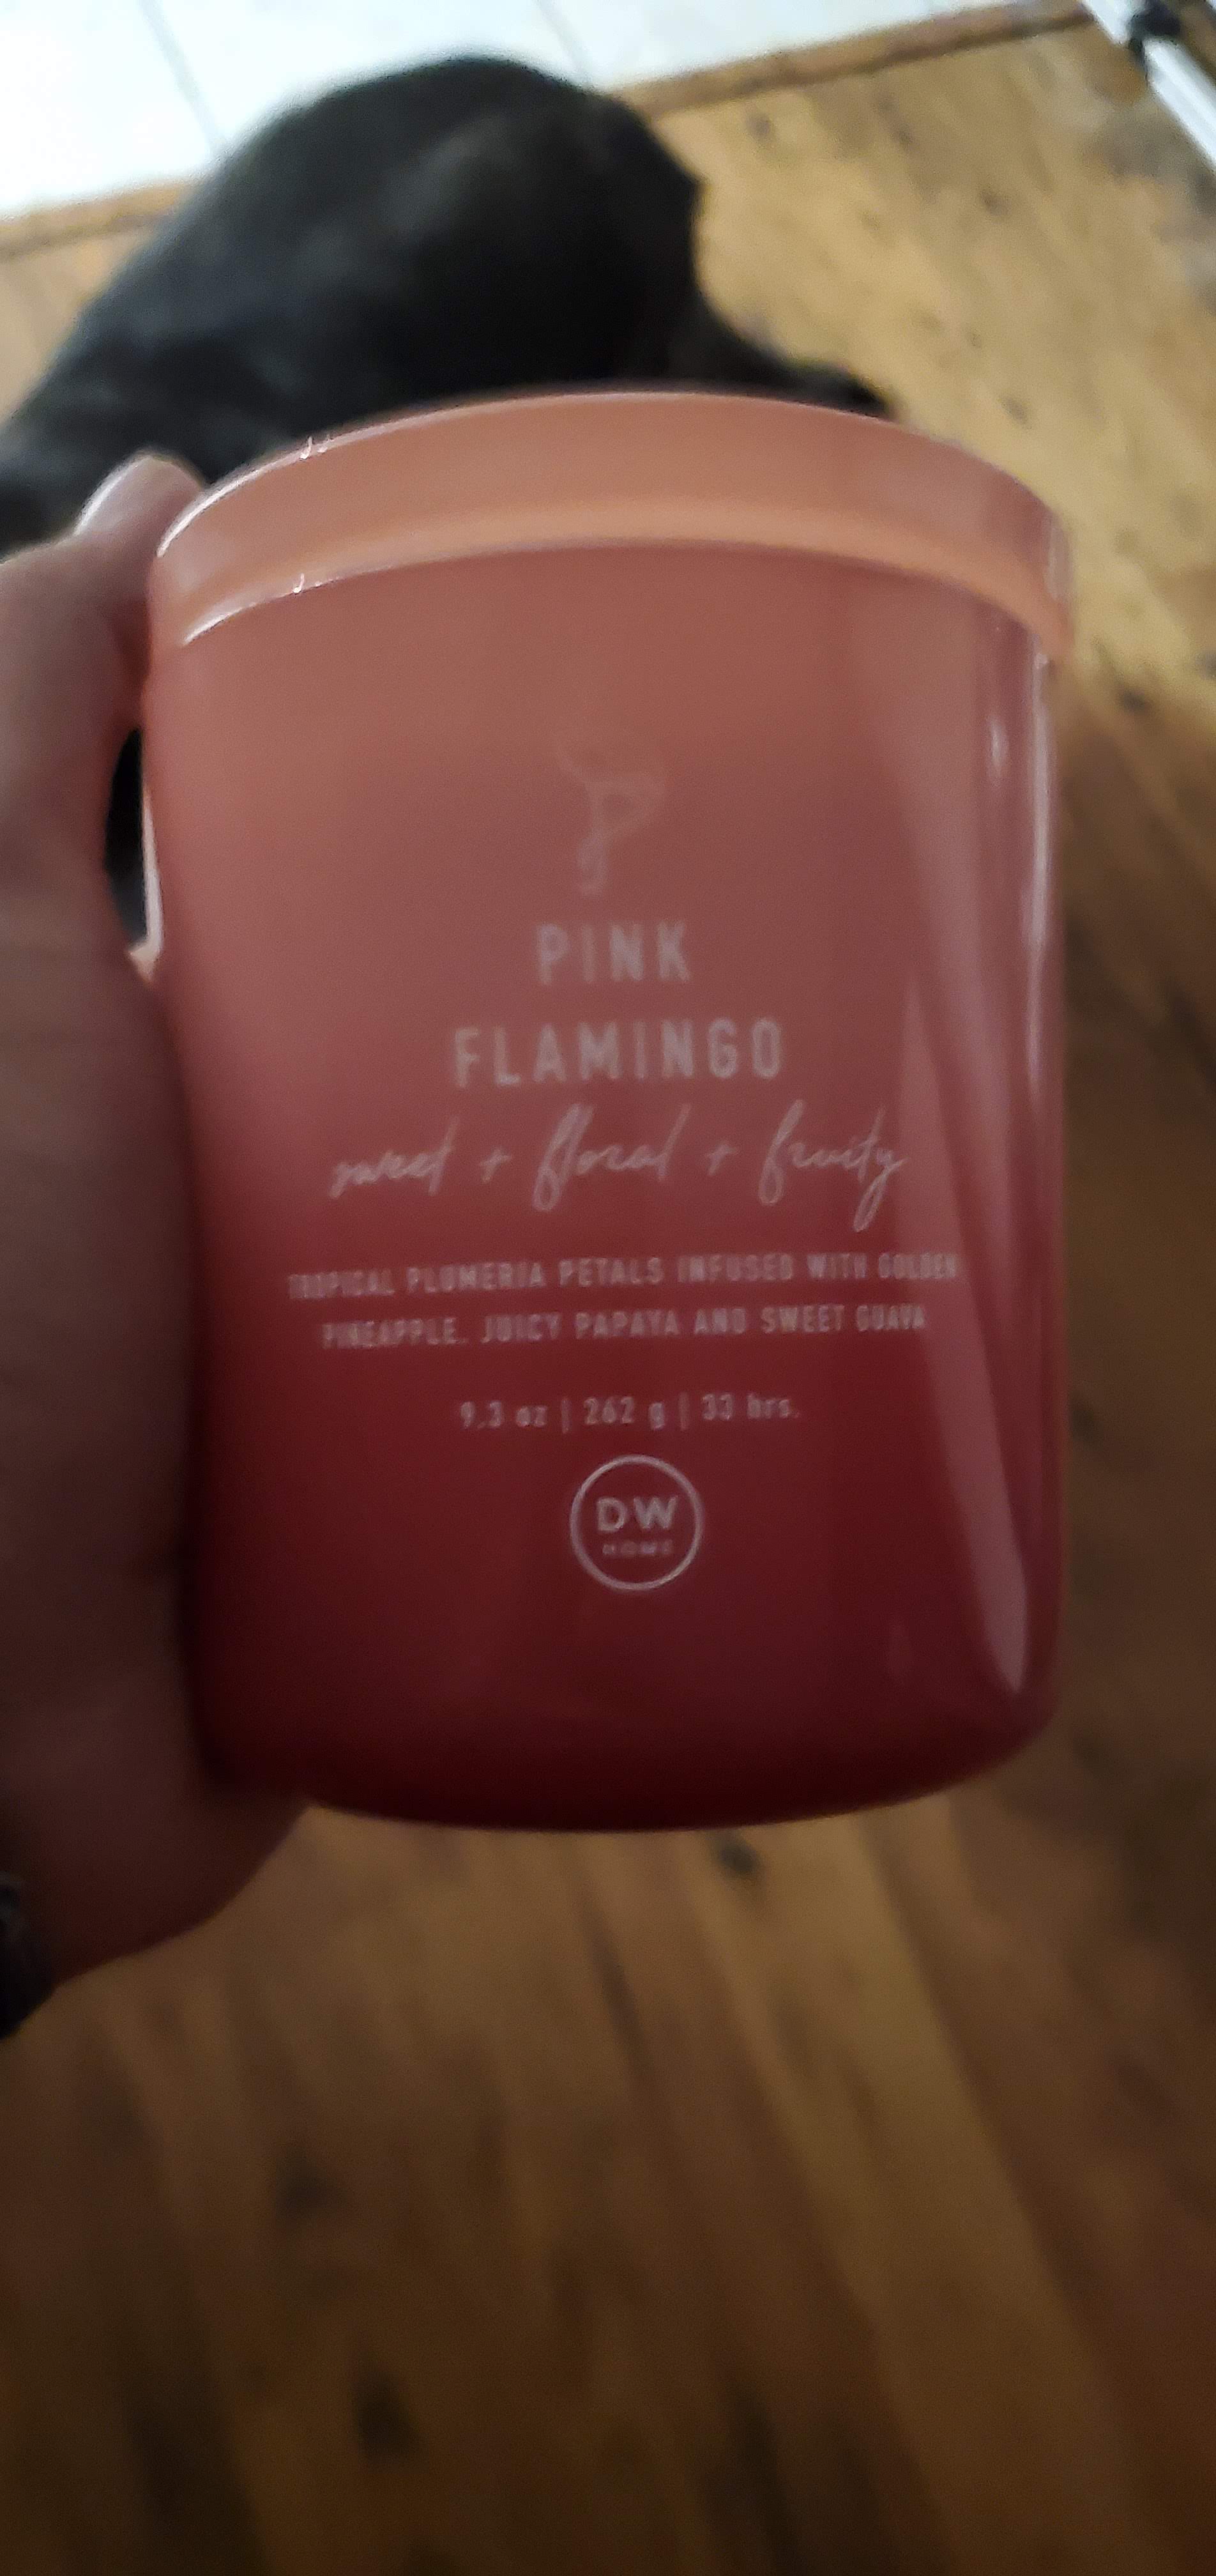 PINK
FLAMINGO
sweet + floral + fruity
TROPICAL PLUMERIA PETALS INFUSED WITH GOLDEN
PINEAPPLE, JUICY PAPAYA AND SWEET GUAVA
9.3 oz | 262 g | 33 hrs.
DW
HOME